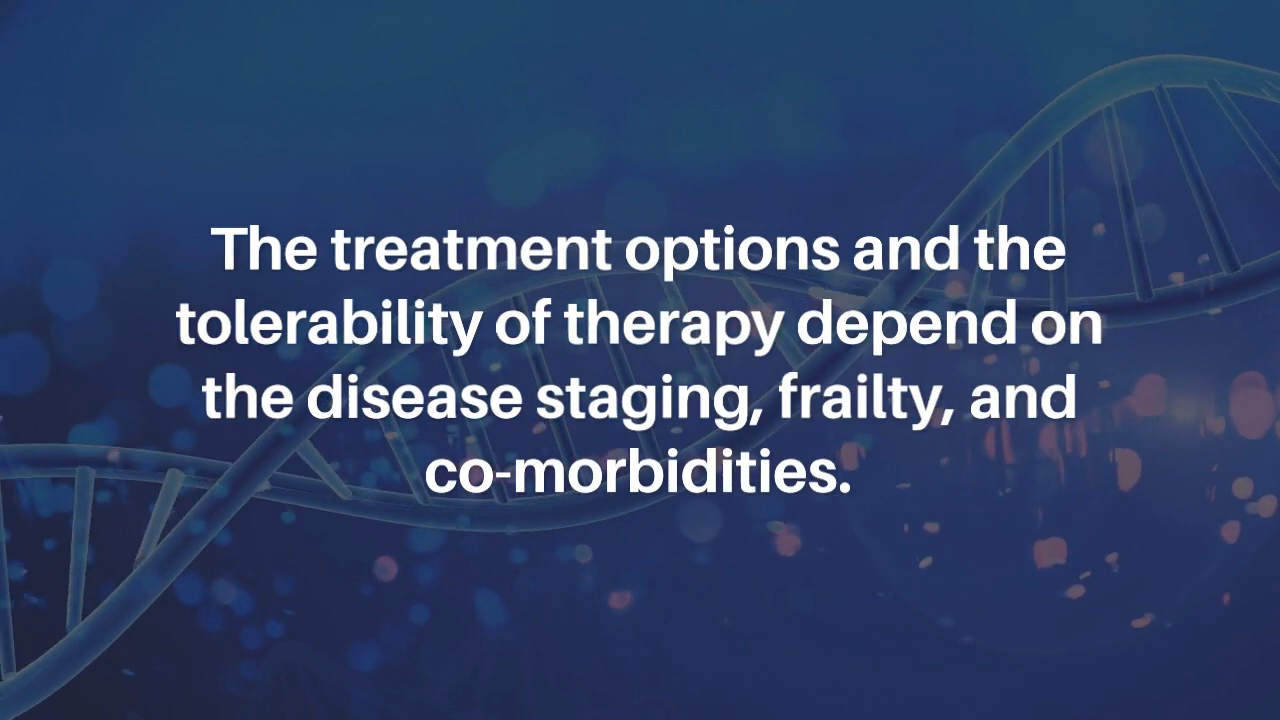 The treatment options and the
tolerability of therapy depend on
the disease staging, frailty, and
co-morbidities.